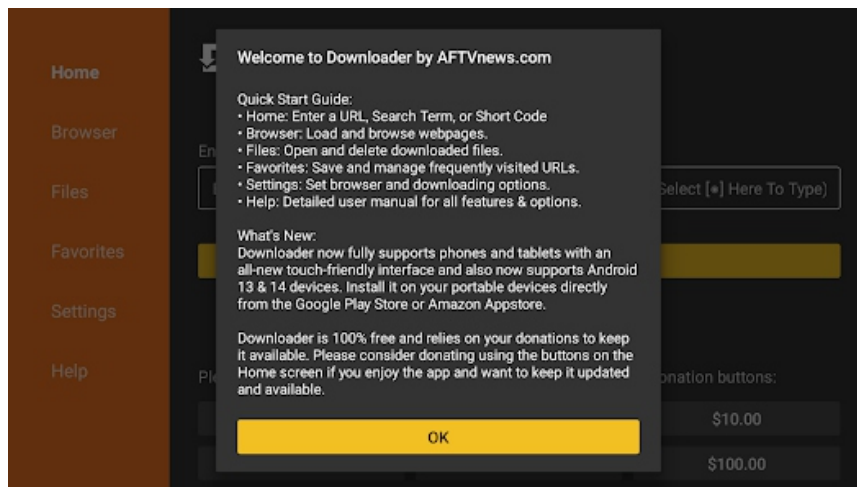 Home
Browser
Files
Favorites
Settings
Help
Welcome to Downloader by AFTVnews.com
Quick Start Guide:
• Home: Enter a URL, Search Term, or Short Code
• Browser: Load and browse webpages.
• Files: Open and delete downloaded files.
• Favorites: Save and manage frequently visited URLs.
• Settings: Set browser and downloading options.
• Help: Detailed user manual for all features & options.
What's New:
Downloader now fully supports phones and tablets with an
all-new touch-friendly interface and also now supports Android
13 & 14 devices. Install it on your portable devices directly
from the Google Play Store or Amazon Appstore.
Downloader is 100% free and relies on your donations to keep
it available. Please consider donating using the buttons on the
Home screen if you enjoy the app and want to keep it updated
and available.
OK
Select [●] Here To Type)
donation buttons:
$10.00
$100.00